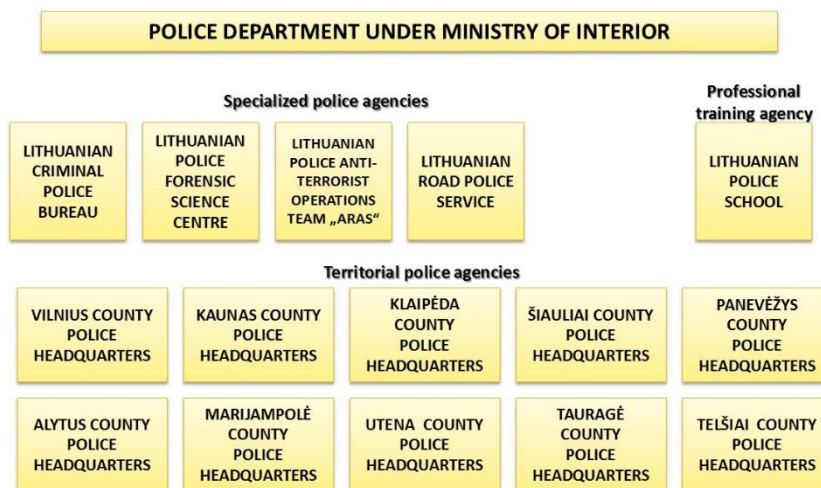 POLICE DEPARTMENT UNDER MINISTRY OF INTERIOR
Specialized police agencies
Professional
training agency
LITHUANIAN
CRIMINAL
POLICE
BUREAU
LITHUANIAN
POLICE
FORENSIC
SCIENCE
CENTRE
LITHUANIAN
POLICE ANTI-
TERRORIST
OPERATIONS
TEAM „ARAS“
LITHUANIAN
ROAD POLICE
SERVICE
LITHUANIAN
POLICE
SCHOOL
Territorial police agencies
VILNIUS COUNTY
POLICE
HEADQUARTERS
KAUNAS COUNTY
POLICE
HEADQUARTERS
KLAIPĖDA
COUNTY
POLICE
HEADQUARTERS
ŠIAULIAI COUNTY
POLICE
HEADQUARTERS
PANEVĖŽYS
COUNTY
POLICE
HEADQUARTERS
ALYTUS COUNTY
POLICE
HEADQUARTERS
MARIJAMPOLĖ
COUNTY
POLICE
HEADQUARTERS
UTENA COUNTY
POLICE
HEADQUARTERS
TAURAGĖ
COUNTY
POLICE
HEADQUARTERS
TELŠIAI COUNTY
POLICE
HEADQUARTERS